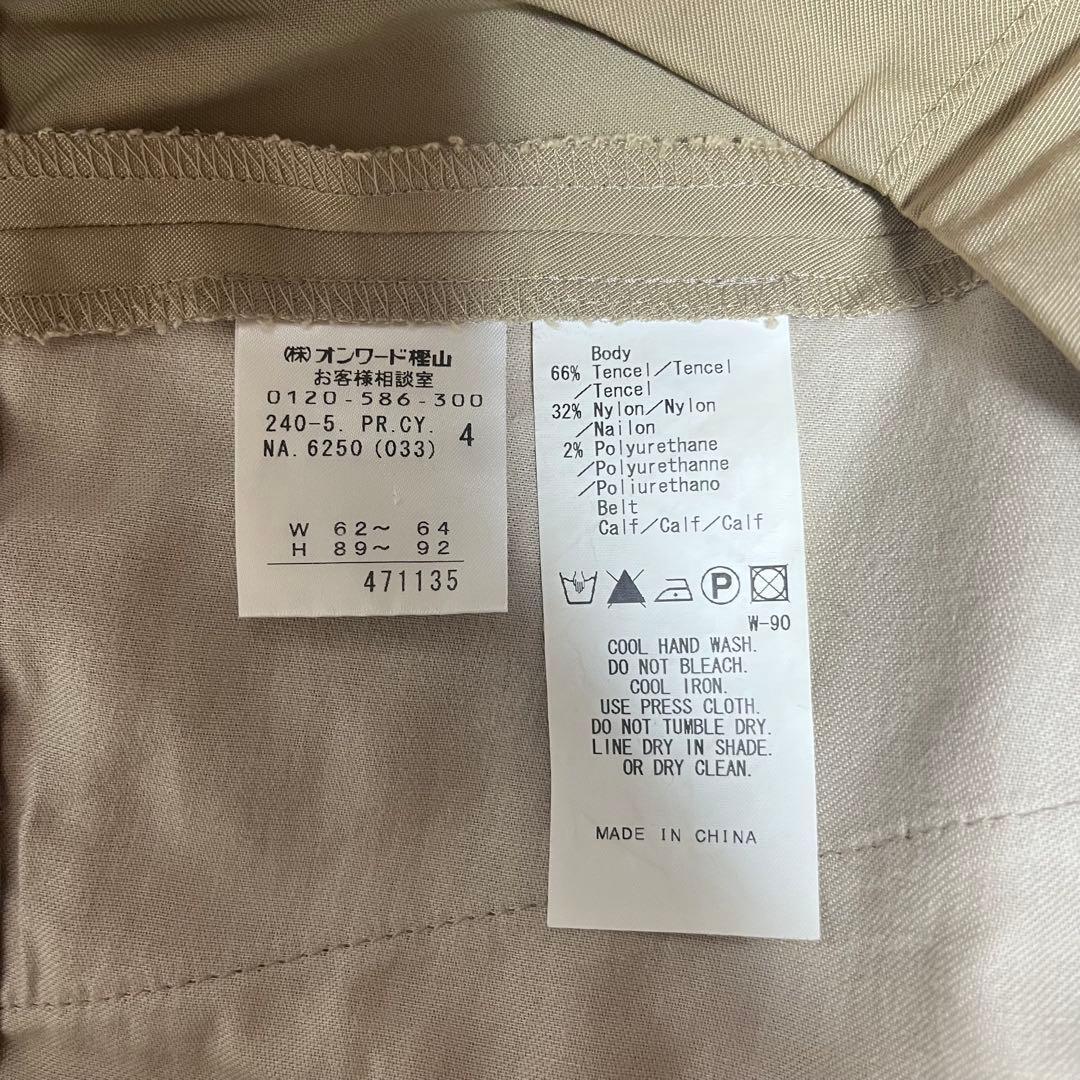 (株)オンワード樫山
お客様相談室
0120-586-300
240-5. PR.CY. 4
NA. 6250 (033)
W 62〜 64
H 89〜 92
471135
Body
66% Tencel/Tencel
/Tencel
32% Nylon/Nylon
/Nailon
2% Polyurethane
/Polyurethanne
/Poliurethano
Belt
Calf/Calf/Calf
P
W-90
COOL HAND WASH.
DO NOT BLEACH.
COOL IRON.
USE PRESS CLOTH.
DO NOT TUMBLE DRY.
LINE DRY IN SHADE.
OR DRY CLEAN.
MADE IN CHINA